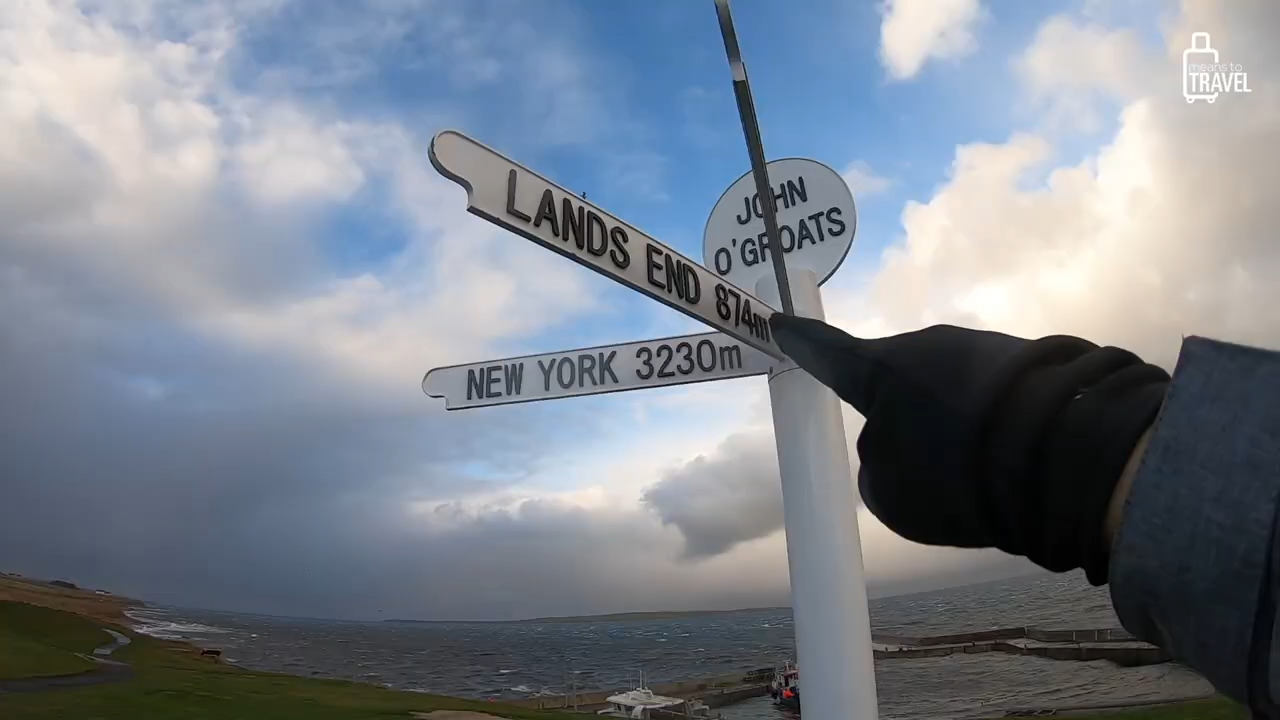 means to
TRAVEL
JOHN
O'GROATS
LANDS END 874m
NEW YORK 3230m